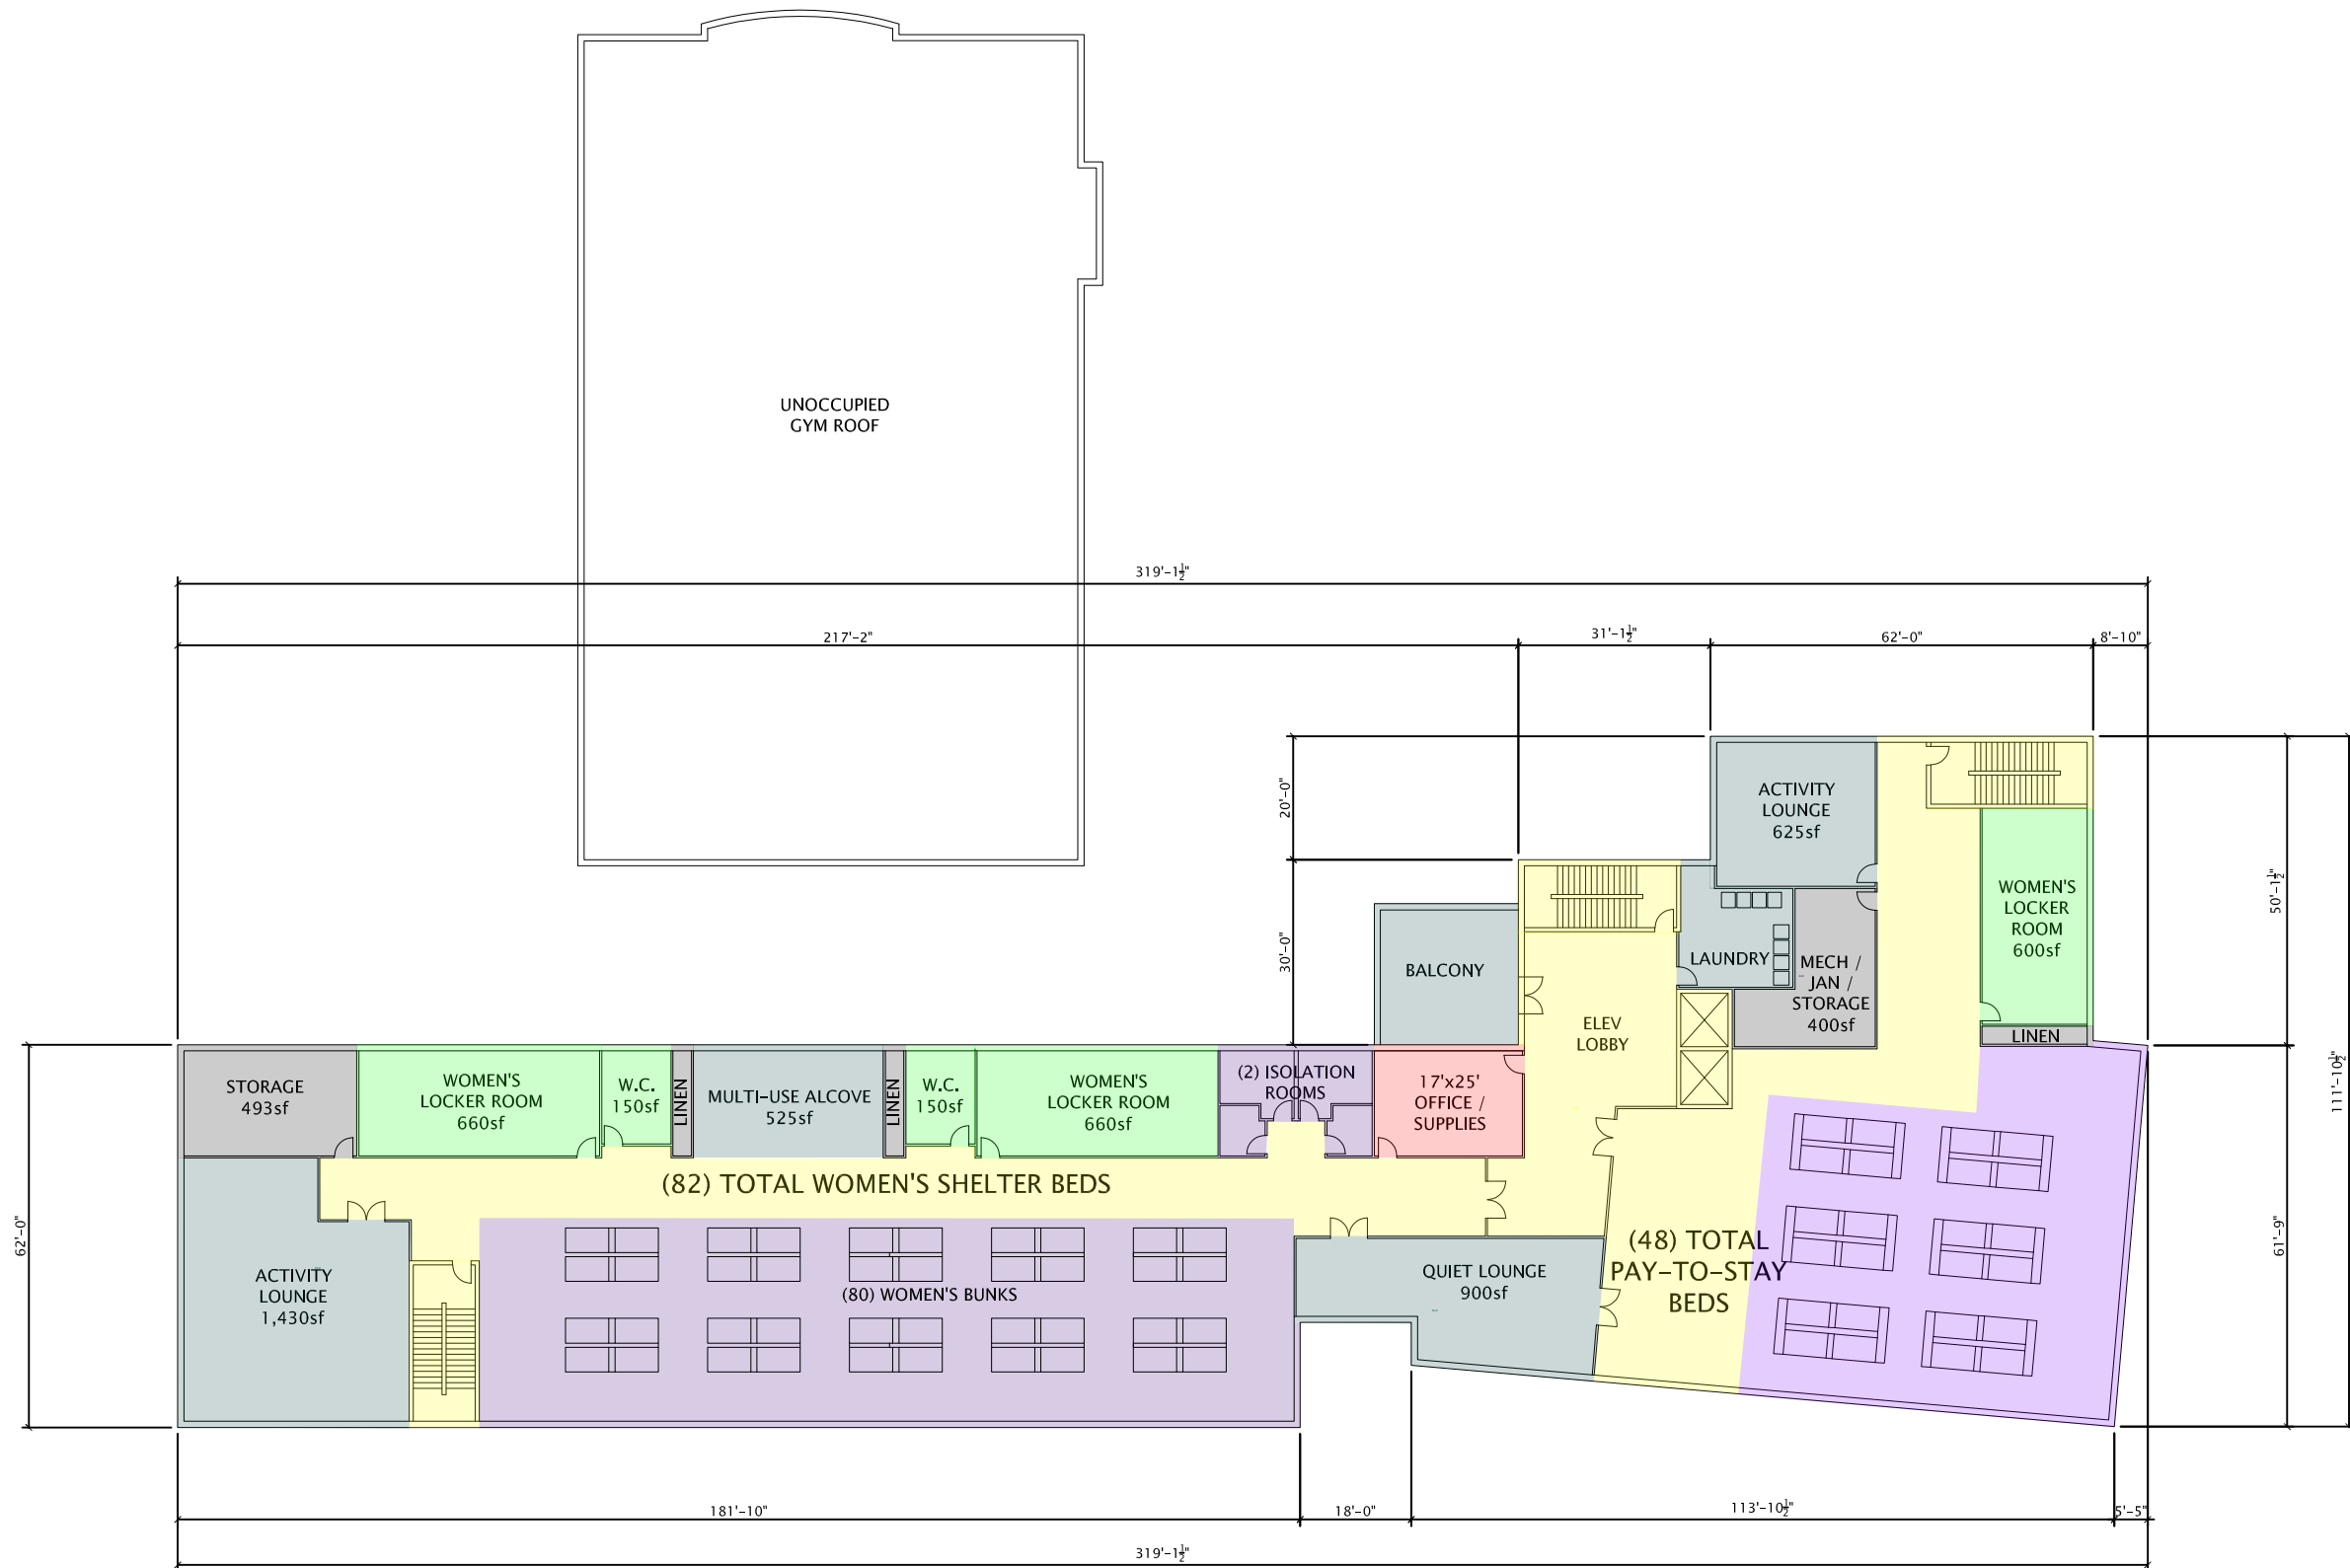 UNOCCUPIED
GYM ROOF
319'-1½"
217'-2"
31'-1½"
62'-0"
8'-10"
20'-0"
30'-0"
50'-1½"
111'-10½"
61'-9"
62'-0"
ACTIVITY
LOUNGE
625sf
WOMEN'S
LOCKER
ROOM
600sf
LINEN
BALCONY
LAUNDRY
MECH /
JAN /
STORAGE
400sf
ELEV
LOBBY
STORAGE
493sf
WOMEN'S
LOCKER ROOM
660sf
W.C.
150sf
LINEN
MULTI-USE ALCOVE
525sf
LINEN
W.C.
150sf
WOMEN'S
LOCKER ROOM
660sf
(2) ISOLATION
ROOMS
17'x25'
OFFICE /
SUPPLIES
(82) TOTAL WOMEN'S SHELTER BEDS
ACTIVITY
LOUNGE
1,430sf
(80) WOMEN'S BUNKS
QUIET LOUNGE
900sf
(48) TOTAL
PAY-TO-STAY
BEDS
181'-10"
18'-0"
113'-10½"
5'-5"
319'-1½"